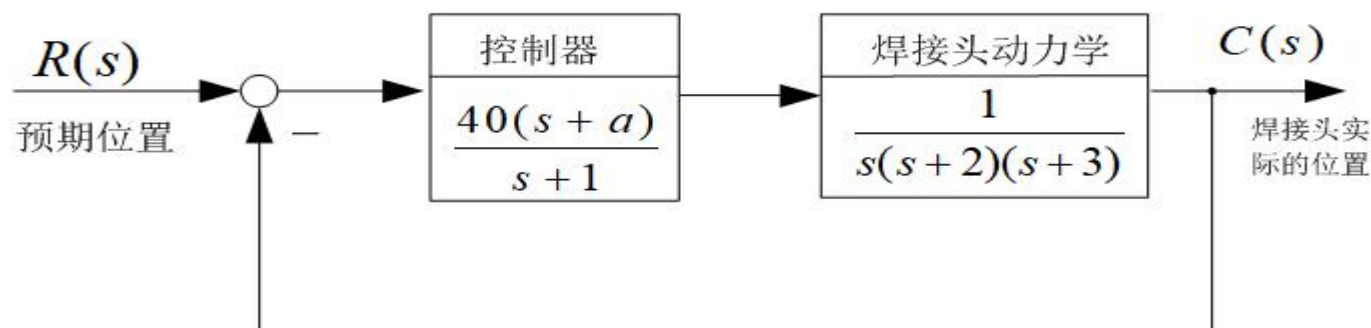 R(s)
预期位置
−
控制器
40(s + a)
s + 1
焊接头动力学
1
s(s + 2)(s + 3)
C(s)
焊接头实
际的位置